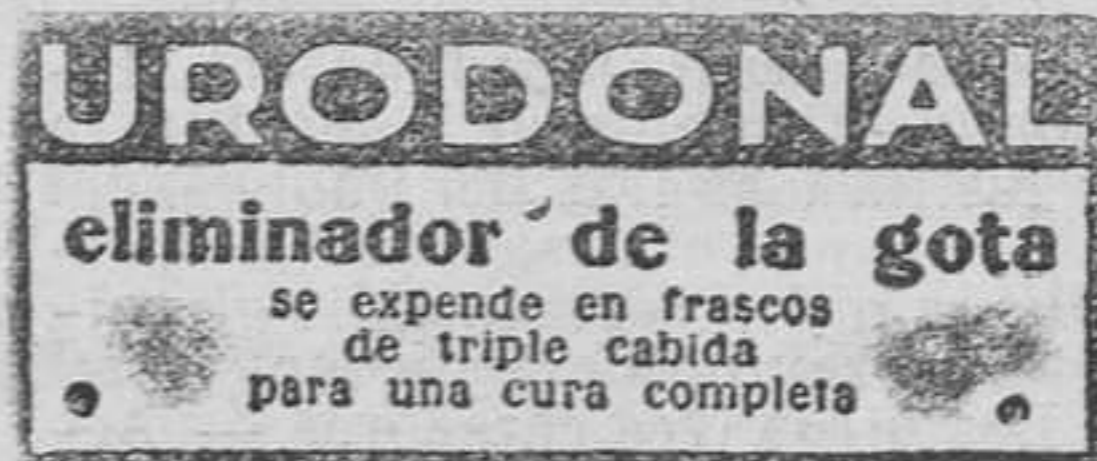 URODONAL
eliminador de la gota
se expende en frascos
de triple cabida
para una cura completa